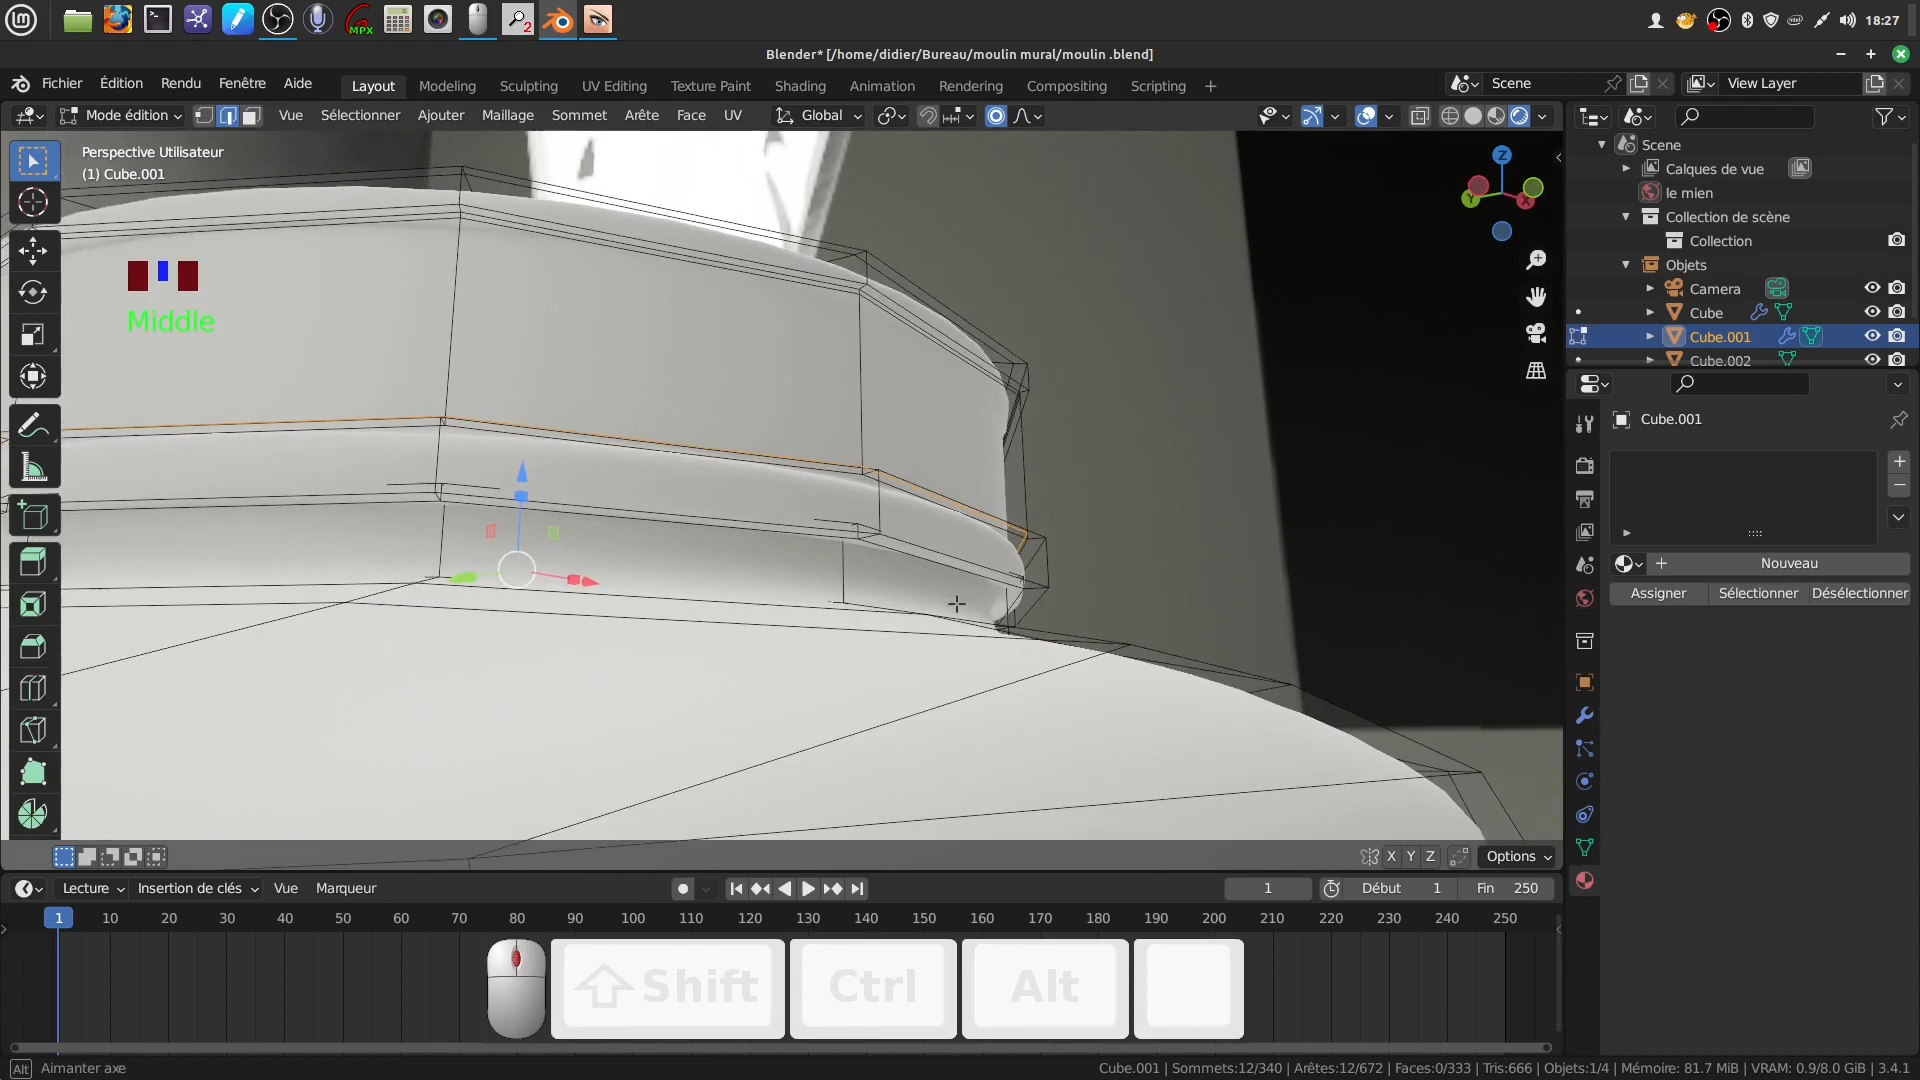 MPX
2
18:27
Blender* [/home/didier/Bureau/moulin mural/moulin .blend]
Fichier Édition Rendu Fenêtre Aide
Layout Modeling Sculpting UV Editing Texture Paint Shading Animation Rendering Compositing Scripting +
Scene
View Layer
Mode édition Vue Sélectionner Ajouter Maillage Sommet Arête Face UV
Global
Perspective Utilisateur
(1) Cube.001
Middle
Z
Y
X
Scene
Calques de vue
le mien
Collection de scène
Collection
Objets
Camera
Cube
Cube.001
Cube.002
Cube.001
Nouveau
Assigner Sélectionner Désélectionner
X Y Z Options
Lecture Insertion de clés Vue Marqueur
1 Début 1 Fin 250
1 10 20 30 40 50 60 70 80 90 100 110 120 130 140 150 160 170 180 190 200 210 220 230 240 250
Shift Ctrl Alt
Alt Aimanter axe
Cube.001 | Sommets:12/340 | Arêtes:12/672 | Faces:0/333 | Tris:666 | Objets:1/4 | Mémoire: 81.7 MiB | VRAM: 0.9/8.0 GiB | 3.4.1